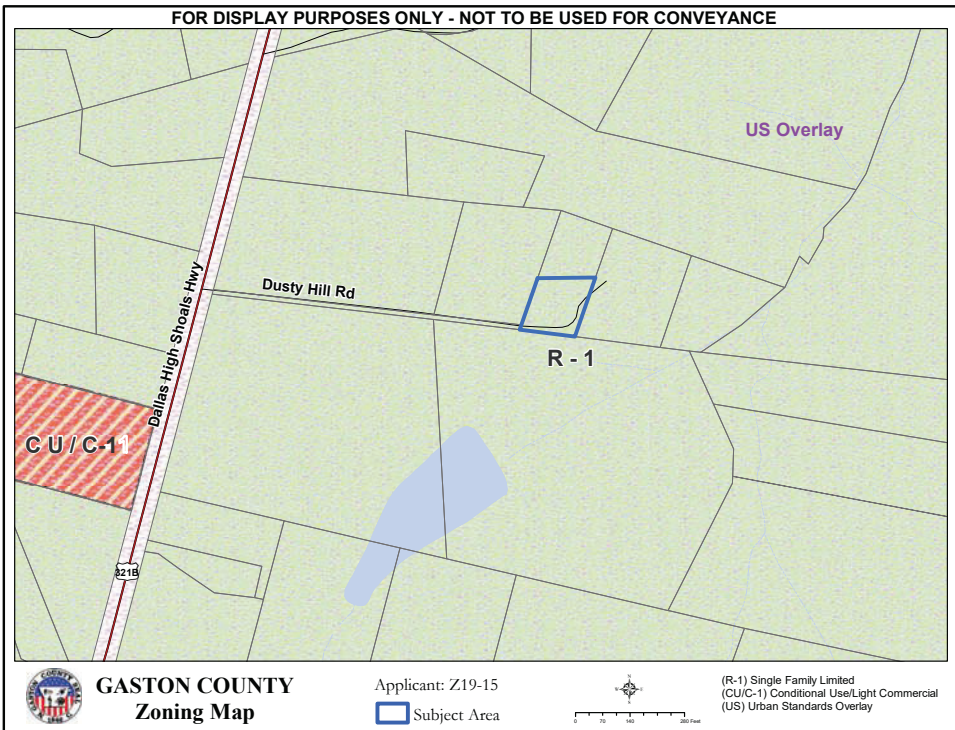 FOR DISPLAY PURPOSES ONLY - NOT TO BE USED FOR CONVEYANCE
US Overlay
Dusty Hill Rd
Dallas High Shoals Hwy
R - 1
C U / C-11
321B
GASTON COUNTY
Zoning Map
Applicant: Z19-15
Subject Area
N
0 70 140 280 Feet
(R-1) Single Family Limited
(CU/C-1) Conditional Use/Light Commercial
(US) Urban Standards Overlay